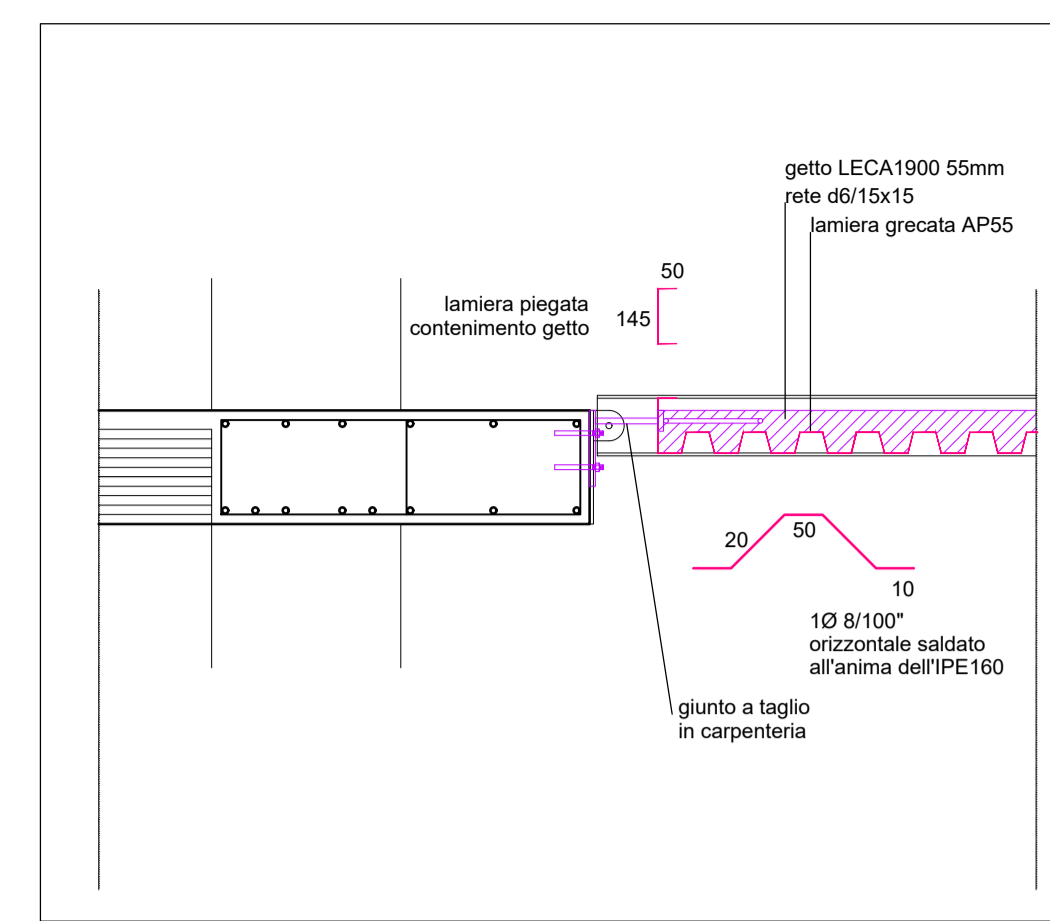 getto LECA1900 55mm
rete d6/15x15
lamiera grecata AP55
50
lamiera piegata
contenimento getto
145
20
50
10
1Ø 8/100"
orizzontale saldato
all'anima dell'IPE160
giunto a taglio
in carpenteria